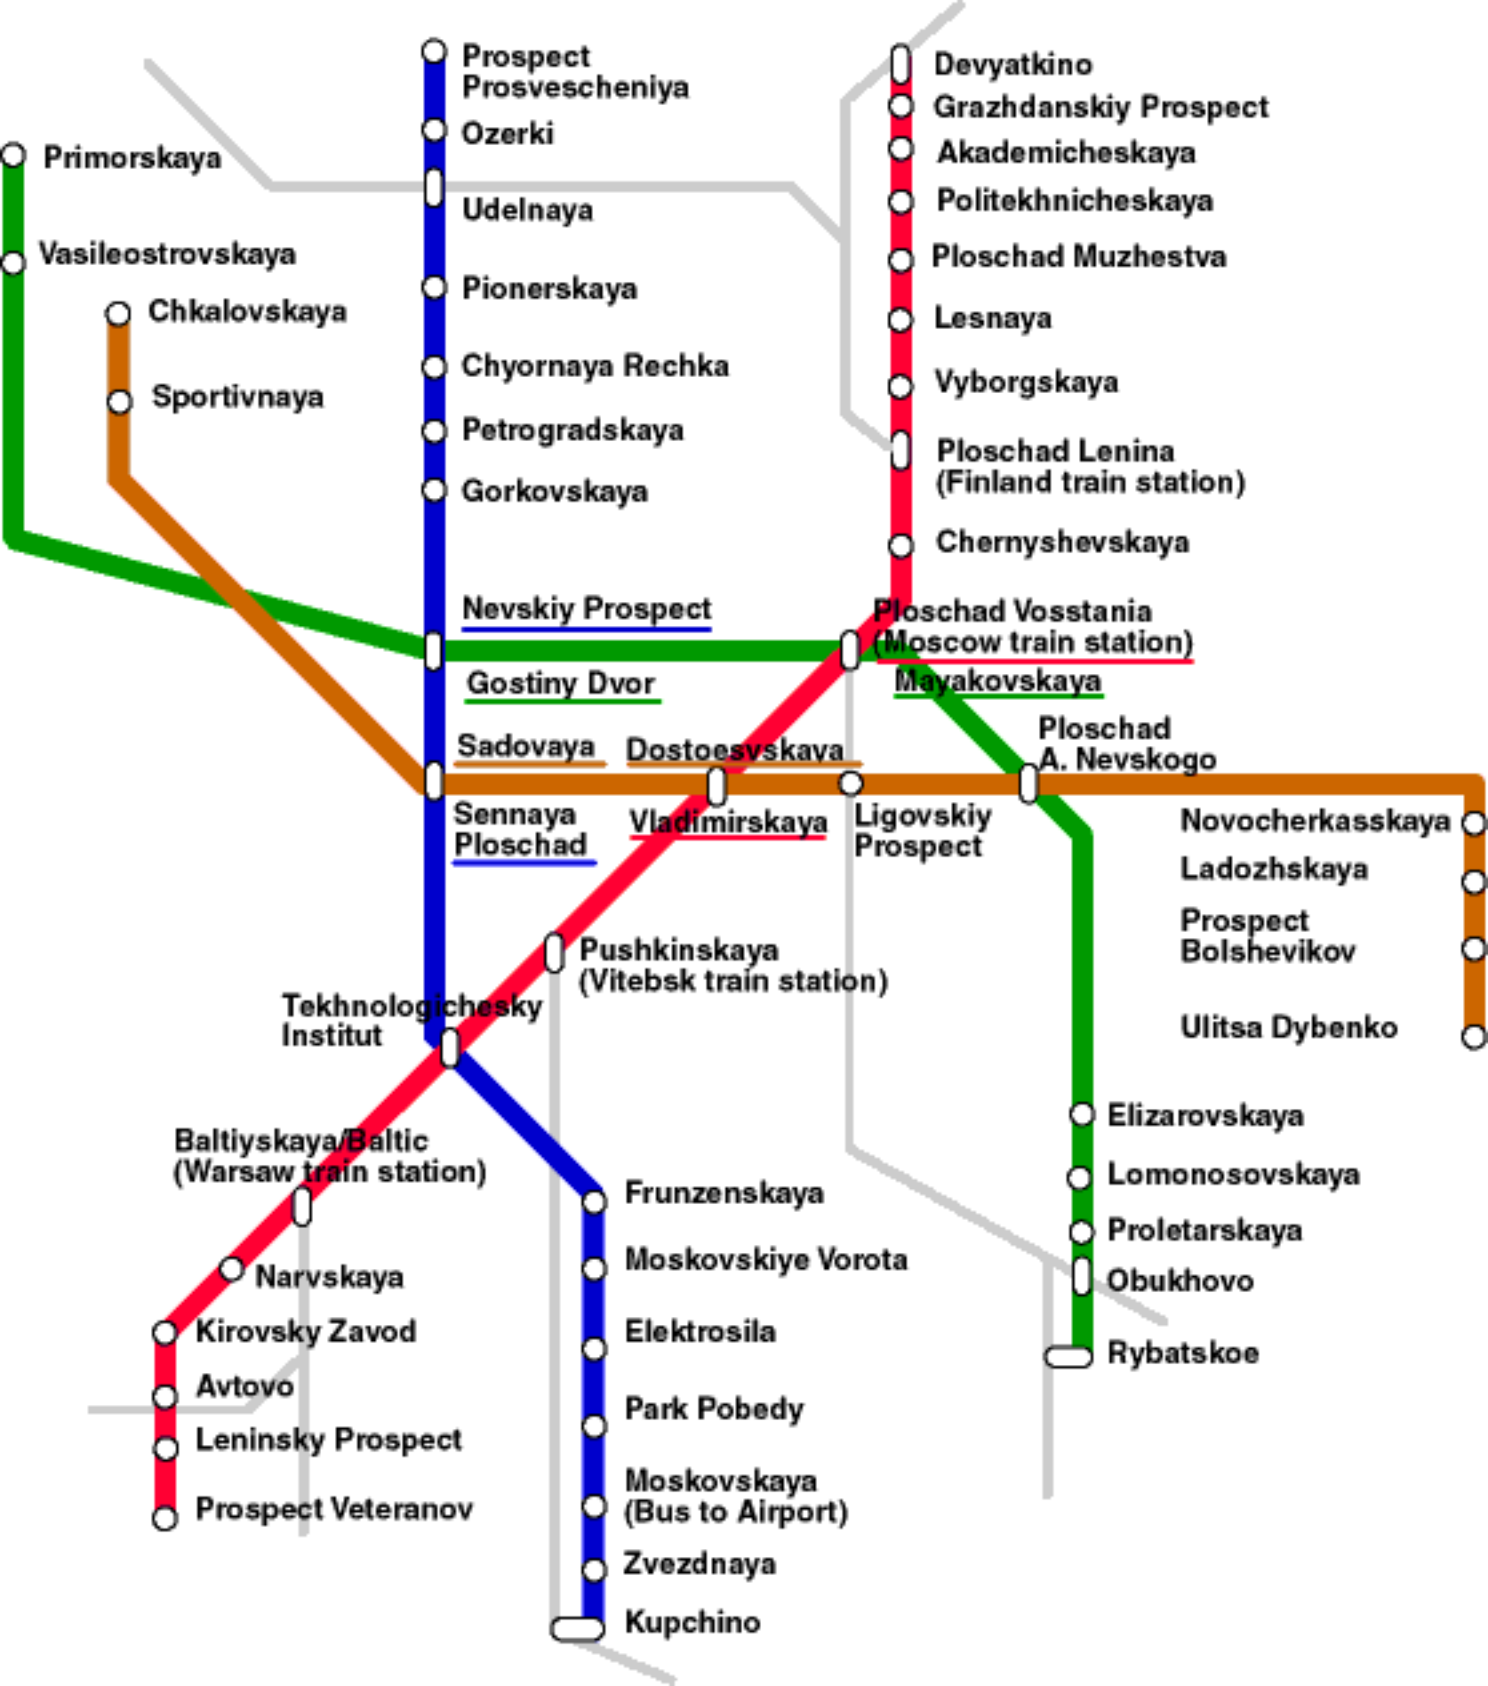 Prospect
Prosvescheniya
Devyatkino
Grazhdanskiy Prospect
Ozerki
Akademicheskaya
Primorskaya
Politekhnicheskaya
Udelnaya
Vasileostrovskaya
Ploschad Muzhestva
Pionerskaya
Chkalovskaya
Lesnaya
Chyornaya Rechka
Vyborgskaya
Sportivnaya
Petrogradskaya
Ploschad Lenina
(Finland train station)
Gorkovskaya
Chernyshevskaya
Nevskiy Prospect
Ploschad Vosstania
(Moscow train station)
Gostiny Dvor
Mayakovskaya
Ploschad
A. Nevskogo
Sadovaya
Dostoesvskaya
Sennaya
Ploschad
Vladimirskaya
Ligovskiy
Prospect
Novocherkasskaya
Ladozhskaya
Prospect
Bolshevikov
Pushkinskaya
(Vitebsk train station)
Tekhnologichesky
Institut
Ulitsa Dybenko
Elizarovskaya
Baltiyskaya/Baltic
(Warsaw train station)
Lomonosovskaya
Frunzenskaya
Proletarskaya
Moskovskiye Vorota
Narvskaya
Obukhovo
Kirovsky Zavod
Elektrosila
Rybatskoe
Avtovo
Park Pobedy
Leninsky Prospect
Moskovskaya
(Bus to Airport)
Prospect Veteranov
Zvezdnaya
Kupchino